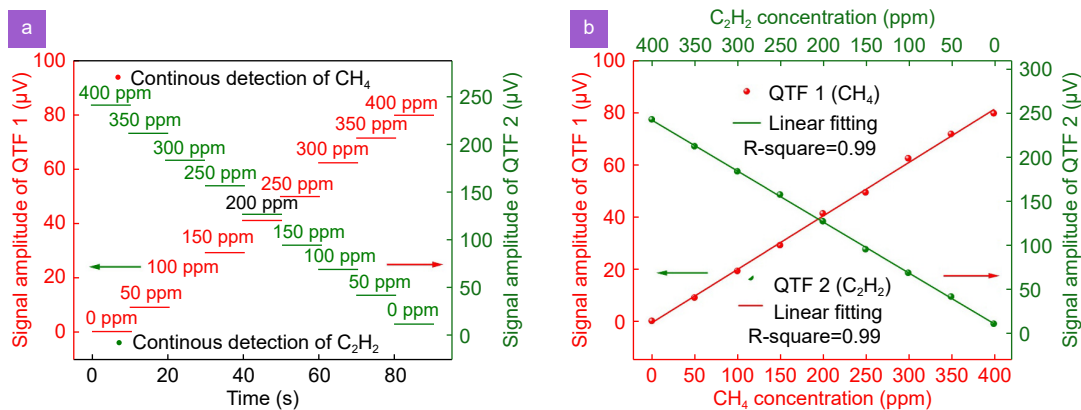 a
Signal amplitude of QTF 1 (μV)
100
80
60
40
20
0
Continous detection of CH₄
400 ppm
350 ppm
300 ppm
250 ppm
200 ppm
150 ppm
100 ppm
50 ppm
0 ppm
400 ppm
350 ppm
300 ppm
250 ppm
150 ppm
100 ppm
50 ppm
0 ppm
Continous detection of C₂H₂
250
200
150
100
50
0
Signal amplitude of QTF 2 (μV)
0 20 40 60 80
Time (s)
b
C₂H₂ concentration (ppm)
400 350 300 250 200 150 100 50 0
Signal amplitude of QTF 1 (μV)
100
80
60
40
20
0
QTF 1 (CH₄)
Linear fitting
R-square=0.99
QTF 2 (C₂H₂)
Linear fitting
R-square=0.99
300
250
200
150
100
50
0
Signal amplitude of QTF 2 (μV)
0 50 100 150 200 250 300 350 400
CH₄ concentration (ppm)